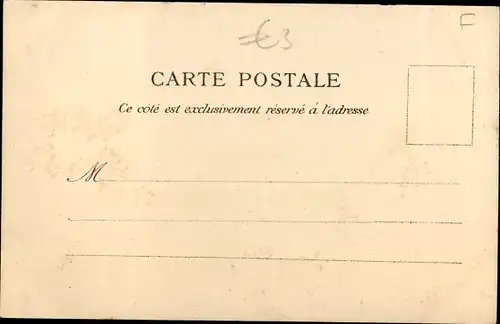 €3
F
CARTE POSTALE
Ce côté est exclusivement réservé à l'adresse
M